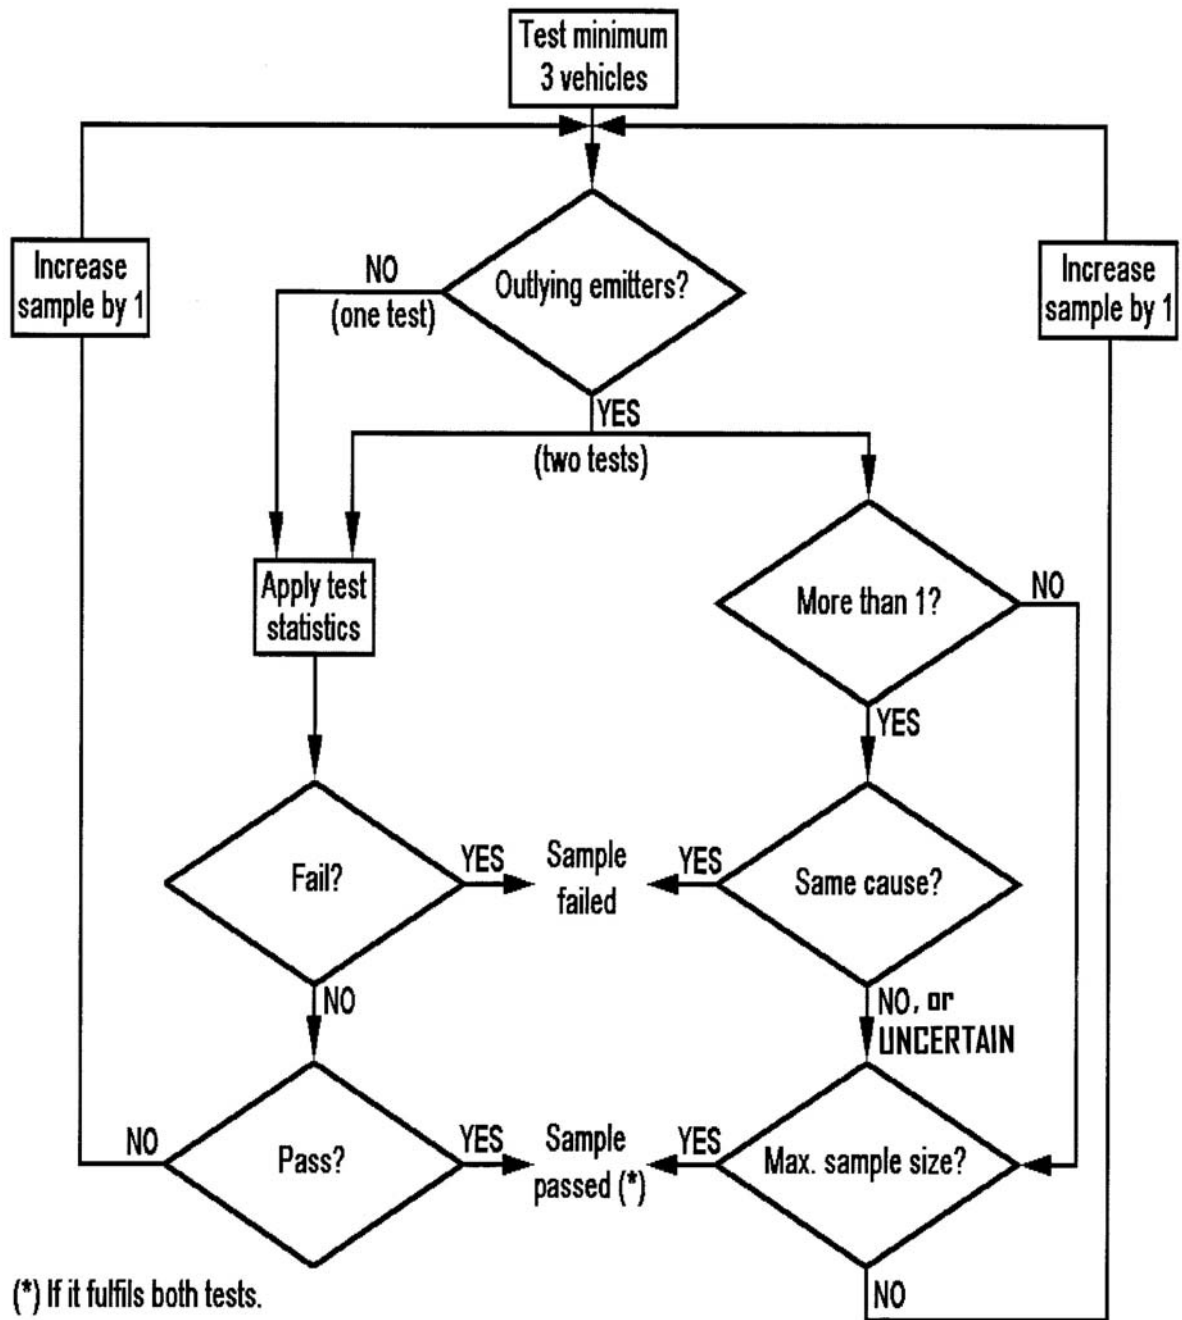 Test minimum
3 vehicles
Increase
sample by 1
NO
(one test)
Outlying emitters?
Increase
sample by 1
YES
(two tests)
Apply test
statistics
More than 1?
NO
YES
Fail?
YES
Sample
failed
YES
Same cause?
NO
NO, or
UNCERTAIN
NO
Pass?
YES
Sample
passed (*)
YES
Max. sample size?
(*) If it fulfils both tests.
NO